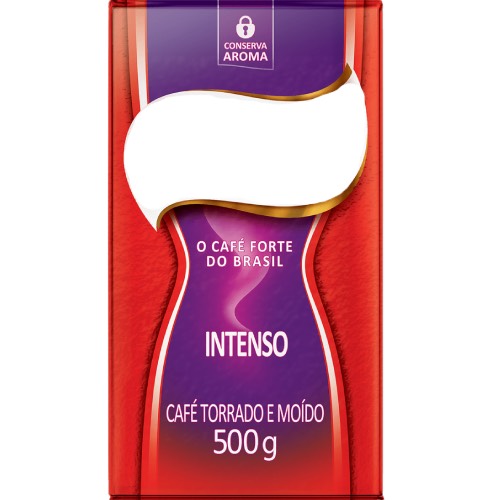 CONSERVA
AROMA
O CAFÉ FORTE
DO BRASIL
INTENSO
CAFÉ TORRADO E MOÍDO
500g